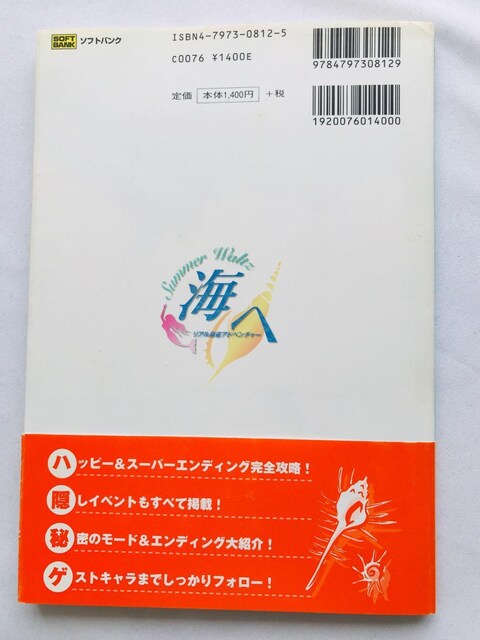 SOFT BANK ソフトバンク
ISBN4-7973-0812-5
C0076 ¥1400E
定価 本体1,400円 +税
9784797308129
1920076014000
Summer Waltz
海へ
リアル恋愛アドベンチャー
ハッピー&スーパーエンディング完全攻略!
隠しイベントもすべて掲載!
秘密のモード&エンディング大紹介!
ゲストキャラまでしっかりフォロー!